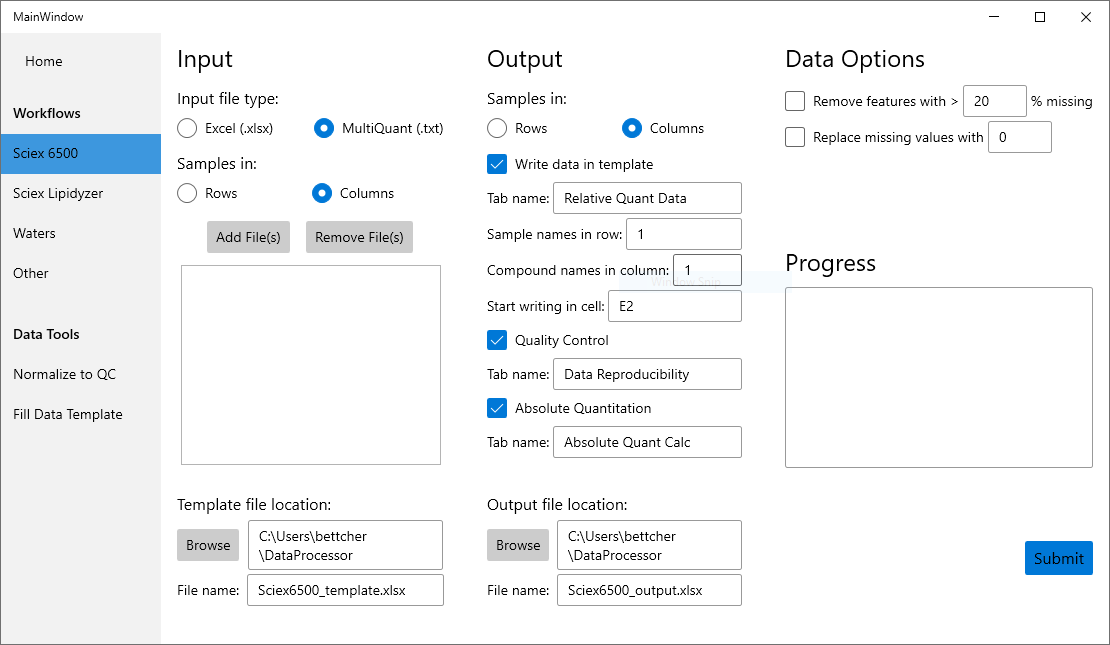 MainWindow
Home
Workflows
Sciex 6500
Sciex Lipidyzer
Waters
Other
Data Tools
Normalize to QC
Fill Data Template
Input
Input file type:
Excel (.xlsx) MultiQuant (.txt)
Samples in:
Rows Columns
Add File(s) Remove File(s)
Template file location:
Browse C:\Users\bettcher
\DataProcessor
File name: Sciex6500_template.xlsx
Output
Samples in:
Rows Columns
Write data in template
Tab name: Relative Quant Data
Sample names in row: 1
Compound names in column: 1
Window Snip
Start writing in cell: E2
Quality Control
Tab name: Data Reproducibility
Absolute Quantitation
Tab name: Absolute Quant Calc
Output file location:
Browse C:\Users\bettcher
\DataProcessor
File name: Sciex6500_output.xlsx
Data Options
Remove features with > 20 % missing
Replace missing values with 0
Progress
Submit